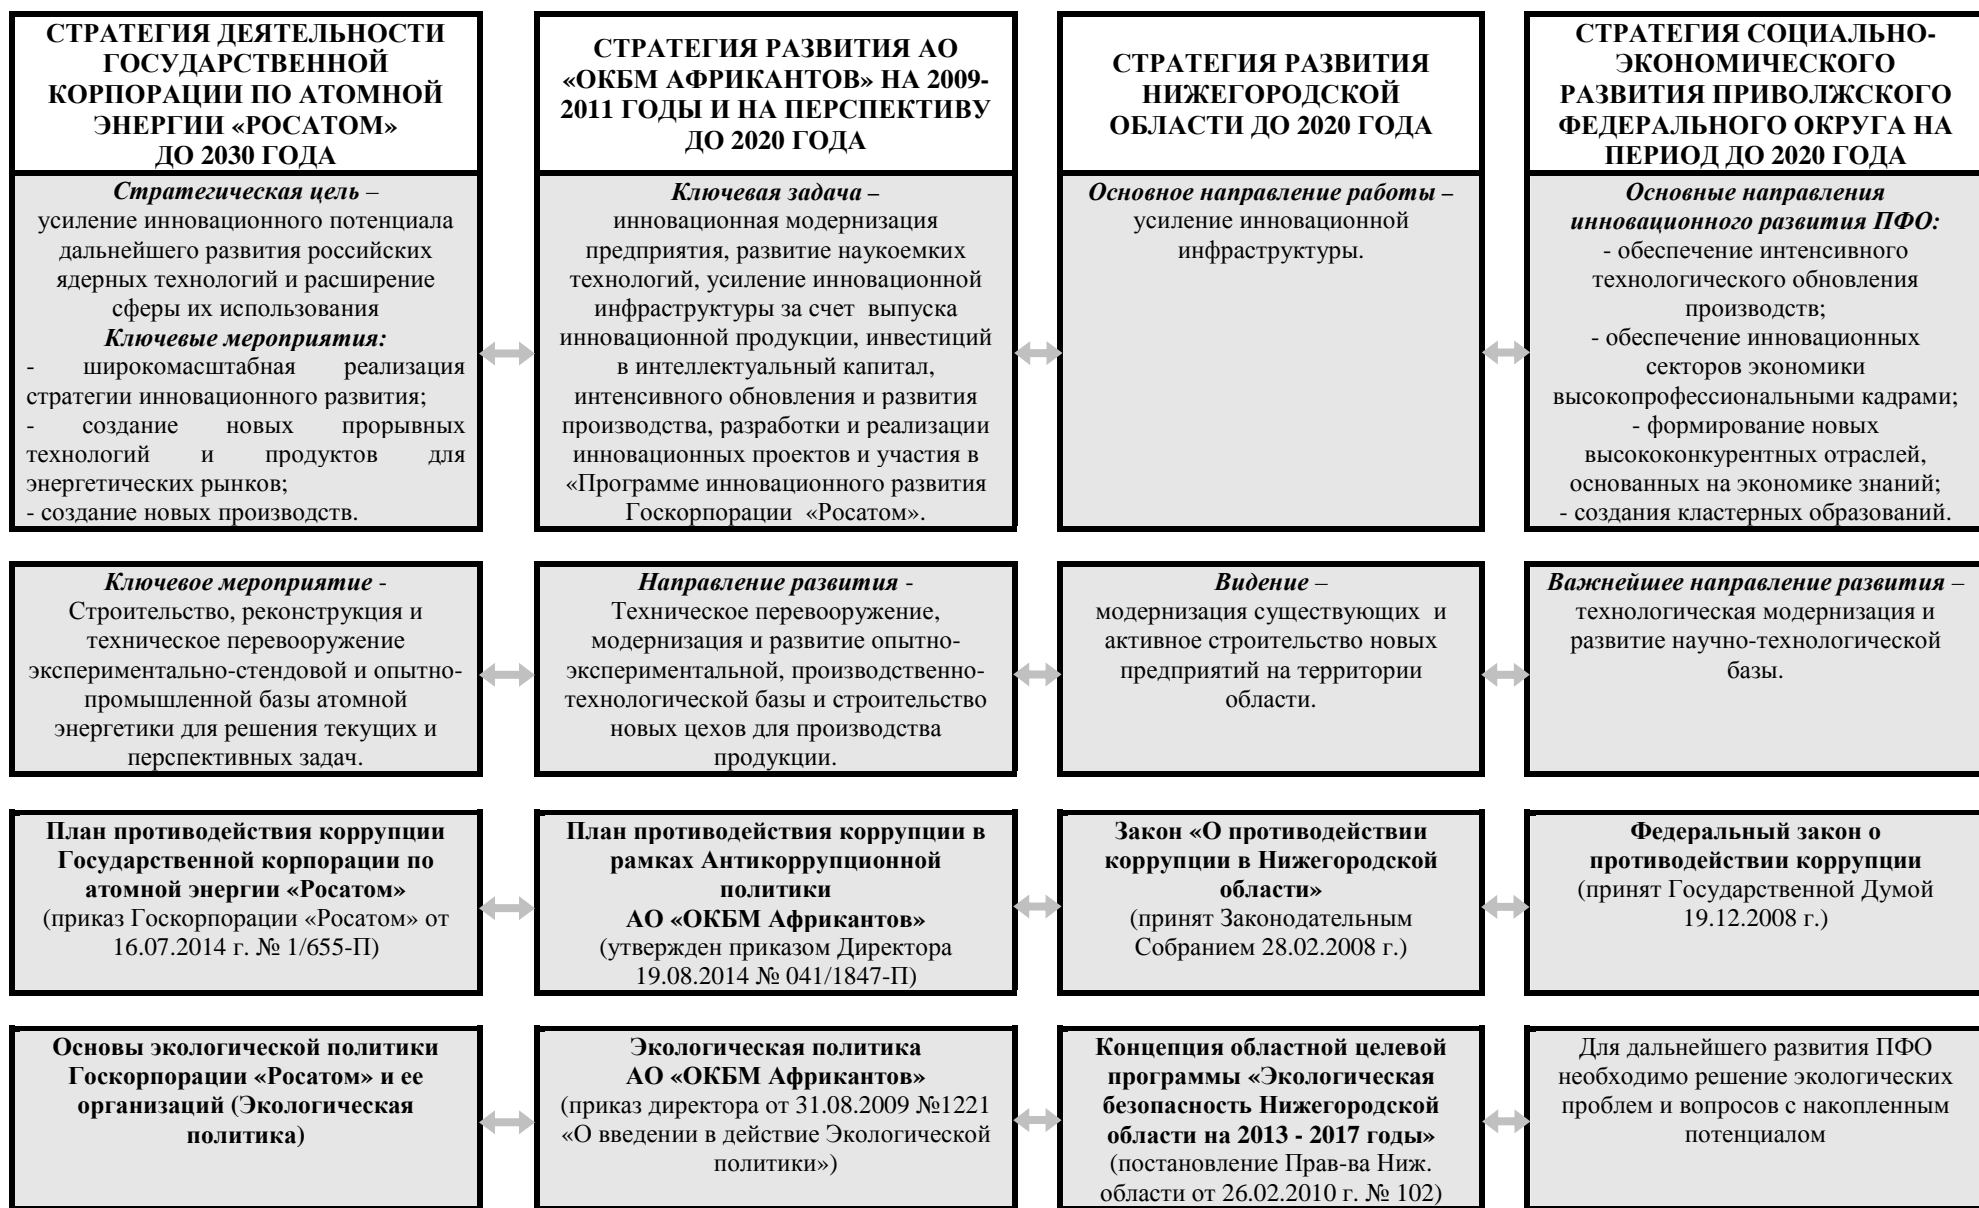 СТРАТЕГИЯ ДЕЯТЕЛЬНОСТИ
ГОСУДАРСТВЕННОЙ
КОРПОРАЦИИ ПО АТОМНОЙ
ЭНЕРГИИ «РОСАТОМ»
ДО 2030 ГОДА
СТРАТЕГИЯ РАЗВИТИЯ АО
«ОКБМ АФРИКАНТОВ» НА 2009-
2011 ГОДЫ И НА ПЕРСПЕКТИВУ
ДО 2020 ГОДА
СТРАТЕГИЯ РАЗВИТИЯ
НИЖЕГОРОДСКОЙ
ОБЛАСТИ ДО 2020 ГОДА
СТРАТЕГИЯ СОЦИАЛЬНО-
ЭКОНОМИЧЕСКОГО
РАЗВИТИЯ ПРИВОЛЖСКОГО
ФЕДЕРАЛЬНОГО ОКРУГА НА
ПЕРИОД ДО 2020 ГОДА
Стратегическая цель –
усиление инновационного потенциала
дальнейшего развития российских
ядерных технологий и расширение
сферы их использования
Ключевые мероприятия:
- широкомасштабная реализация
стратегии инновационного развития;
- создание новых прорывных
технологий и продуктов для
энергетических рынков;
- создание новых производств.
Ключевая задача –
инновационная модернизация
предприятия, развитие наукоемких
технологий, усиление инновационной
инфраструктуры за счет выпуска
инновационной продукции, инвестиций
в интеллектуальный капитал,
интенсивного обновления и развития
производства, разработки и реализации
инновационных проектов и участия в
«Программе инновационного развития
Госкорпорации «Росатом».
Основное направление работы –
усиление инновационной
инфраструктуры.
Основные направления
инновационного развития ПФО:
- обеспечение интенсивного
технологического обновления
производств;
- обеспечение инновационных
секторов экономики
высокопрофессиональными кадрами;
- формирование новых
высококонкурентных отраслей,
основанных на экономике знаний;
- создания кластерных образований.
Ключевое мероприятие -
Строительство, реконструкция и
техническое перевооружение
экспериментально-стендовой и опытно-
промышленной базы атомной
энергетики для решения текущих и
перспективных задач.
Направление развития -
Техническое перевооружение,
модернизация и развитие опытно-
экспериментальной, производственно-
технологической базы и строительство
новых цехов для производства
продукции.
Видение –
модернизация существующих и
активное строительство новых
предприятий на территории
области.
Важнейшее направление развития –
технологическая модернизация и
развитие научно-технологической
базы.
План противодействия коррупции
Государственной корпорации по
атомной энергии «Росатом»
(приказ Госкорпорации «Росатом» от
16.07.2014 г. № 1/655-П)
План противодействия коррупции в
рамках Антикоррупционной
политики
АО «ОКБМ Африкантов»
(утвержден приказом Директора
19.08.2014 № 041/1847-П)
Закон «О противодействии
коррупции в Нижегородской
области»
(принят Законодательным
Собранием 28.02.2008 г.)
Федеральный закон о
противодействии коррупции
(принят Государственной Думой
19.12.2008 г.)
Основы экологической политики
Госкорпорации «Росатом» и ее
организаций (Экологическая
политика)
Экологическая политика
АО «ОКБМ Африкантов»
(приказ директора от 31.08.2009 №1221
«О введении в действие Экологической
политики»)
Концепция областной целевой
программы «Экологическая
безопасность Нижегородской
области на 2013 - 2017 годы»
(постановление Прав-ва Ниж.
области от 26.02.2010 г. № 102)
Для дальнейшего развития ПФО
необходимо решение экологических
проблем и вопросов с накопленным
потенциалом